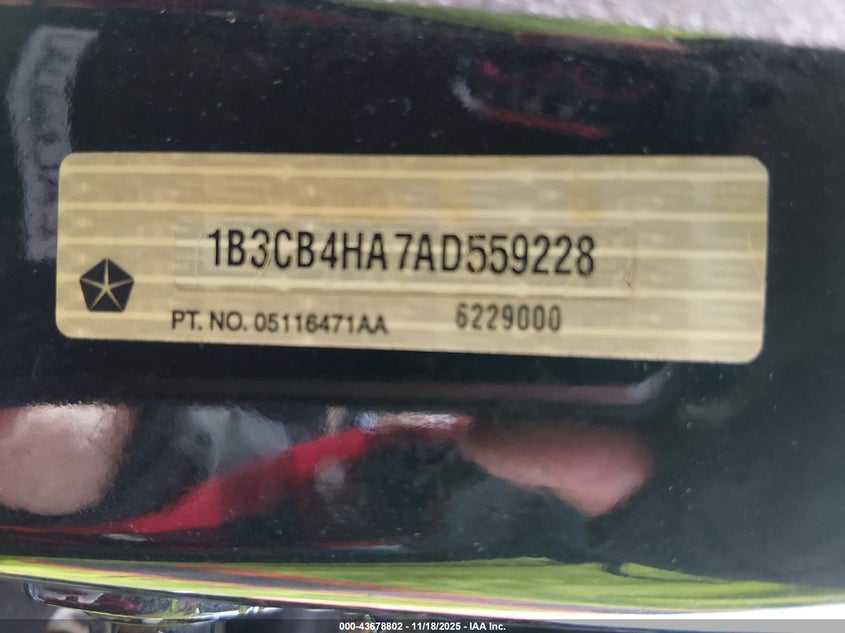 1B3CB4HA7AD559228
PT. NO. 05116471AA 6229000
000-43678802 - 11/18/2025 - IAA Inc.